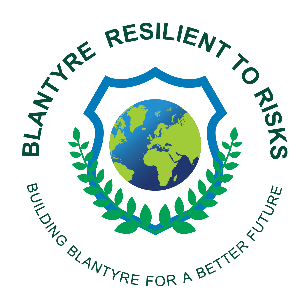 BLANTYRE RESILIENT TO RISKS
BUILDING BLANTYRE FOR A BETTER FUTURE